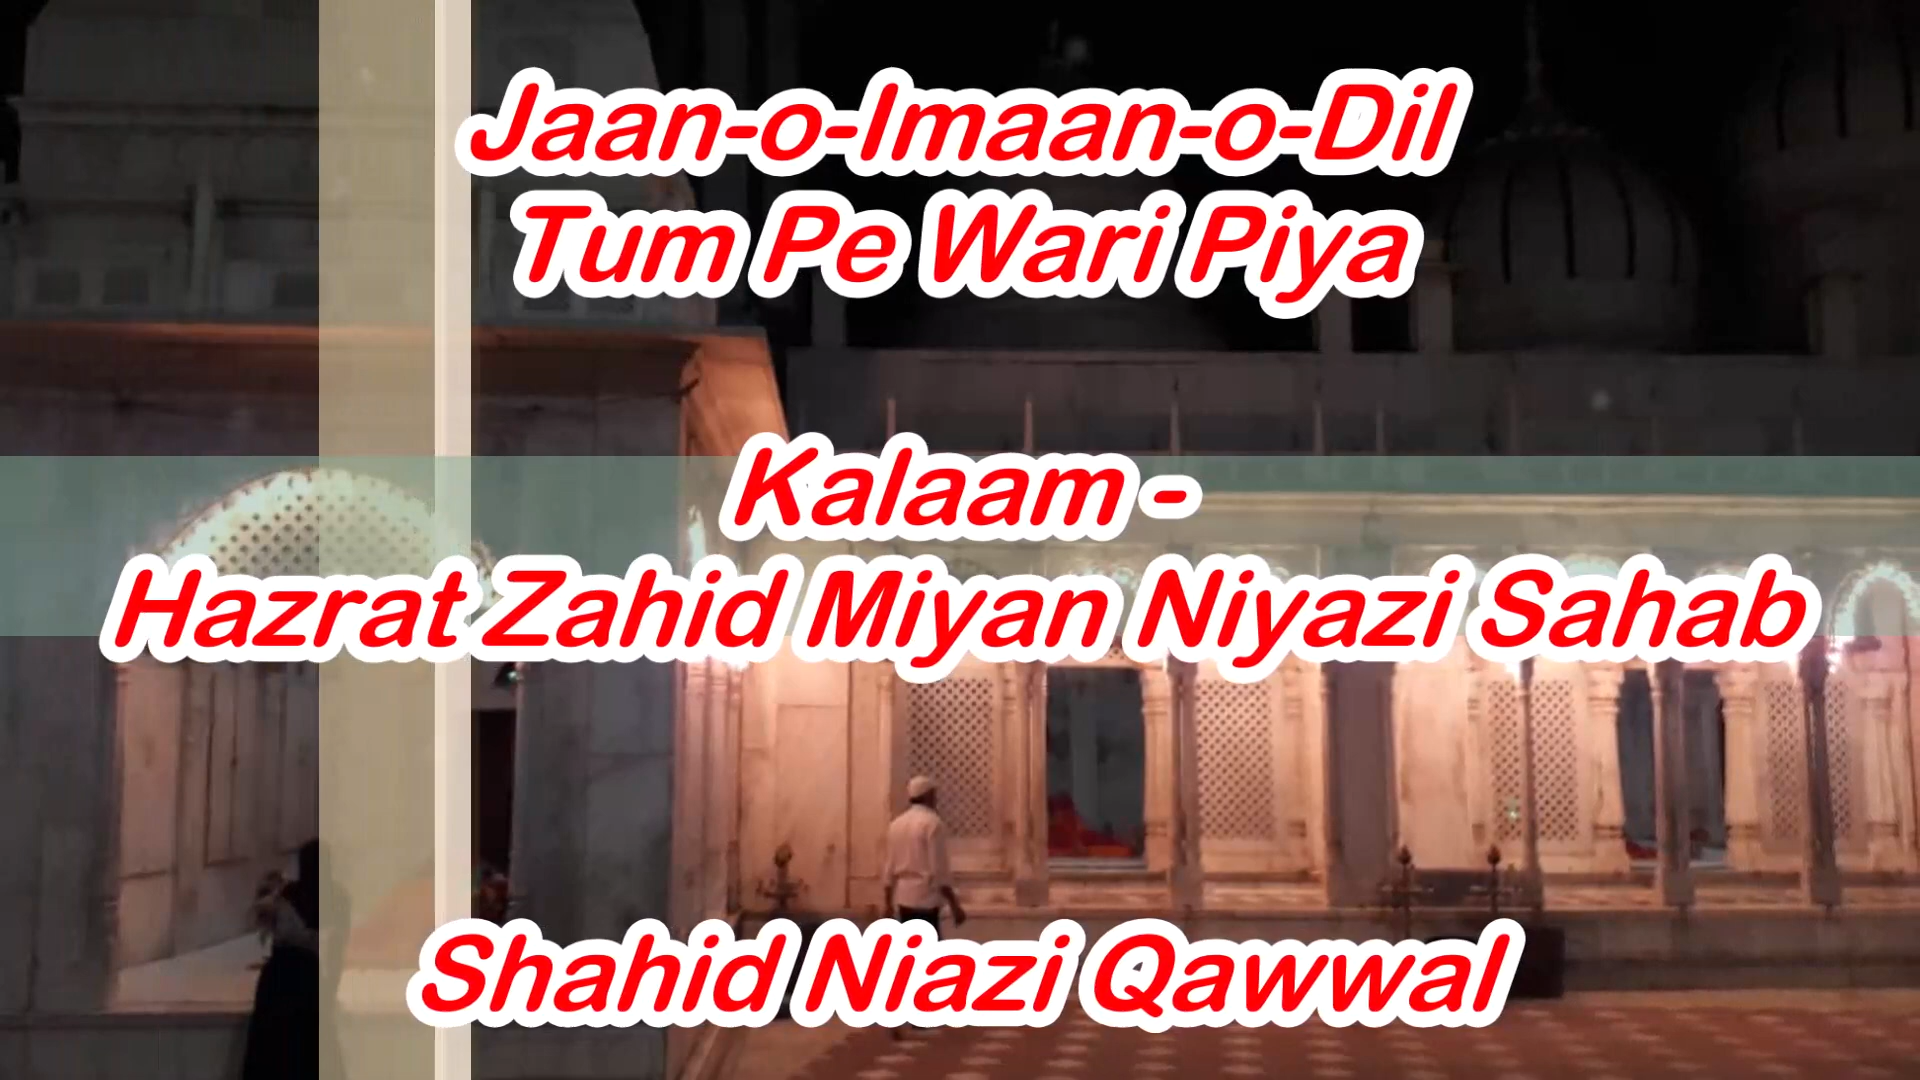 Jaan-o-Imaan-o-Dil
Tum Pe Wari Piya
Kalaam -
Hazrat Zahid Miyan Niyazi Sahab
Shahid Niazi Qawwal